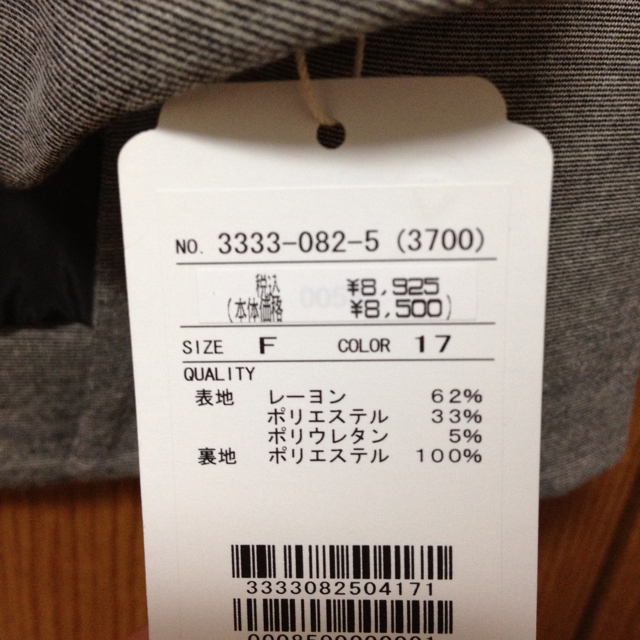 NO. 3333-082-5 (3700)
税込 ¥8,925
(本体価格 ¥8,500)
SIZE F COLOR 17
QUALITY
表地 レーヨン 62%
ポリエステル 33%
ポリウレタン 5%
裏地 ポリエステル 100%
3333082504171